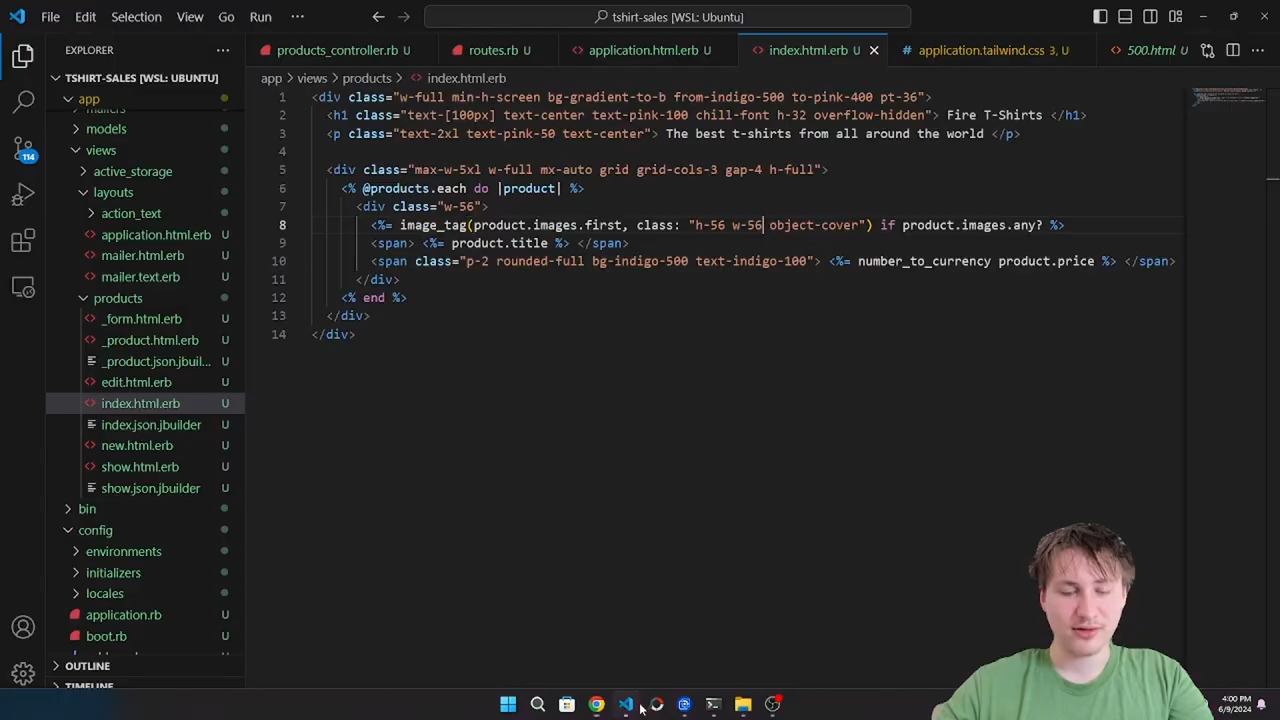 File Edit Selection View Go Run ··· tshirt-sales [WSL: Ubuntu]
EXPLORER ···
products_controller.rb routes.rb U application.html.erb U index.html.erb U application.tailwind.css 7, U 500.html U
TSHIRT-SALES [WSL: UBUNTU]
app > views > products > index.html.erb
app
mailers
models
views
active_storage
layouts
action_text
application.html.erb U
mailer.html.erb U
mailer.text.erb U
products
_form.html.erb U
_product.html.erb U
_product.json.jbuil... U
edit.html.erb U
index.html.erb U
index.json.jbuilder U
new.html.erb U
show.html.erb U
show.json.jbuilder U
bin
config
environments
initializers
locales
application.rb U
boot.rb U
OUTLINE
TIMELINE
114
1 <div class="w-full min-h-screen bg-gradient-to-b from-indigo-500 to-pink-400 pt-36">
2 <h1 class="text-[100px] text-center text-pink-100 chill-font h-32 overflow-hidden"> Fire T-Shirts </h1>
3 <p class="text-2xl text-pink-50 text-center"> The best t-shirts from all around the world </p>
4
5 <div class="max-w-5xl w-full mx-auto grid grid-cols-3 gap-4 h-full">
6 <% @products.each do |product| %>
7 <div class="w-56">
8 <%= image_tag(product.images.first, class: "h-56 w-56 object-cover") if product.images.any? %>
9 <span> <%= product.title %> </span>
10 <span class="p-2 rounded-full bg-indigo-500 text-indigo-100"> <%= number_to_currency product.price %> </span>
11 </div>
12 <% end %>
13 </div>
14 </div>
4:00 PM
6/9/2024